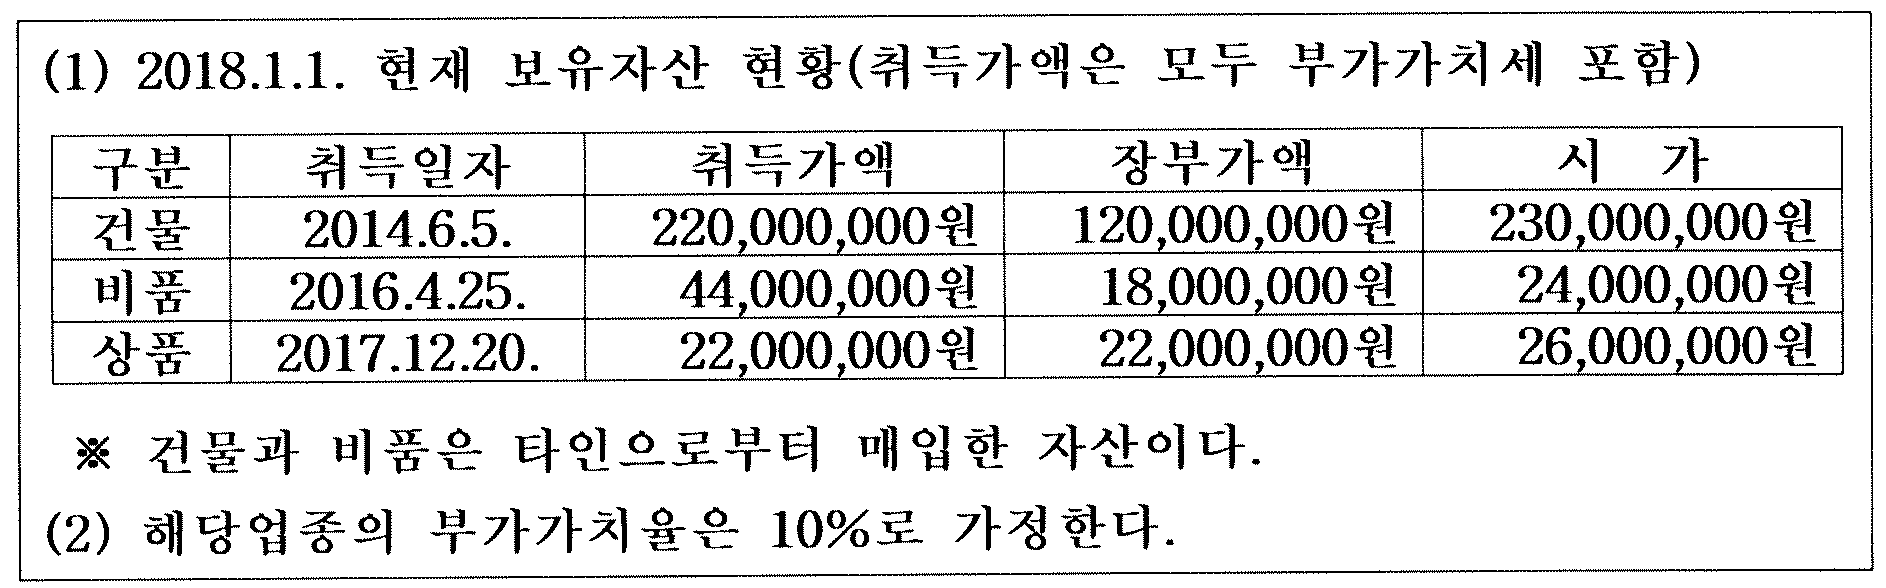 (1) 2018.1.1. 현재 보유자산 현황(취득가액은 모두 부가가치세 포함)
구분 취득일자 취득가액 장부가액 시 가
건물 2014.6.5. 220,000,000원 120,000,000원 230,000,000원
비품 2016.4.25. 44,000,000원 18,000,000원 24,000,000원
상품 2017.12.20. 22,000,000원 22,000,000원 26,000,000원
※ 건물과 비품은 타인으로부터 매입한 자산이다.
(2) 해당업종의 부가가치율은 10%로 가정한다.